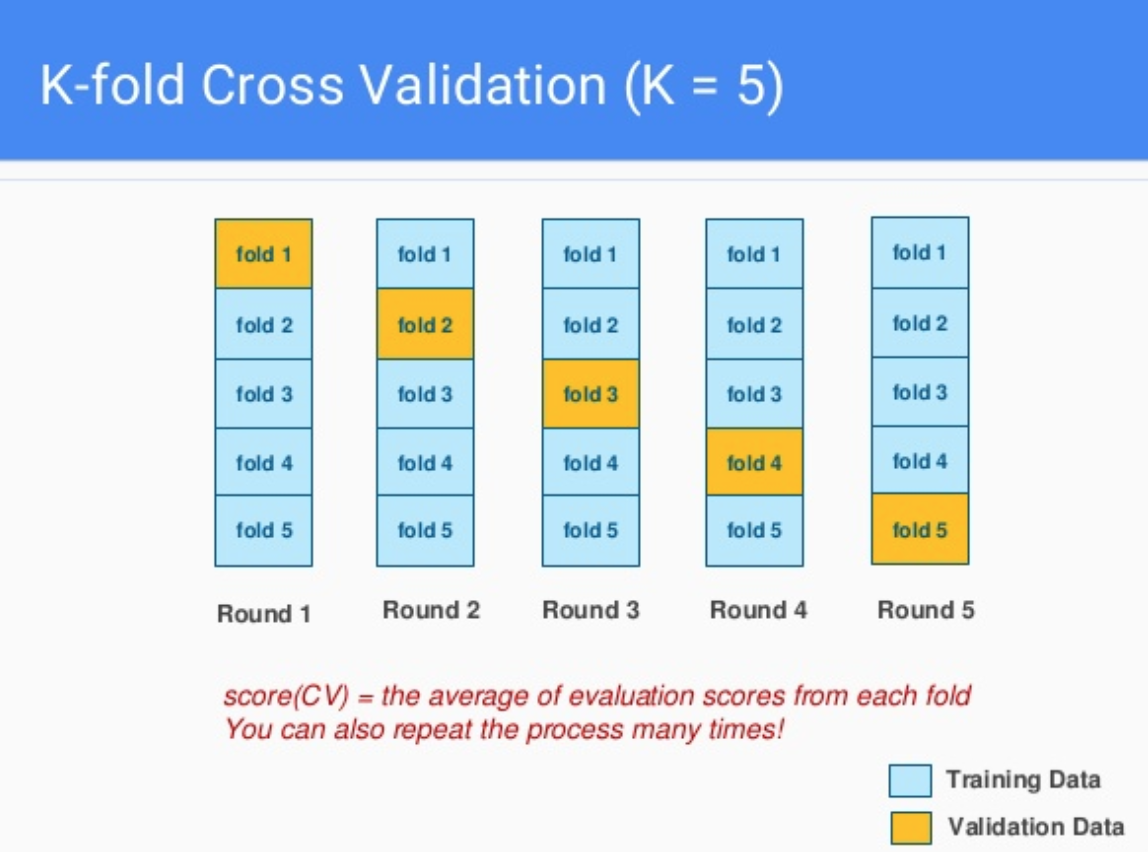 K-fold Cross Validation (K = 5)
fold 1 fold 1 fold 1 fold 1 fold 1
fold 2 fold 2 fold 2 fold 2 fold 2
fold 3 fold 3 fold 3 fold 3 fold 3
fold 4 fold 4 fold 4 fold 4 fold 4
fold 5 fold 5 fold 5 fold 5 fold 5
Round 1 Round 2 Round 3 Round 4 Round 5
score(CV) = the average of evaluation scores from each fold
You can also repeat the process many times!
Training Data
Validation Data